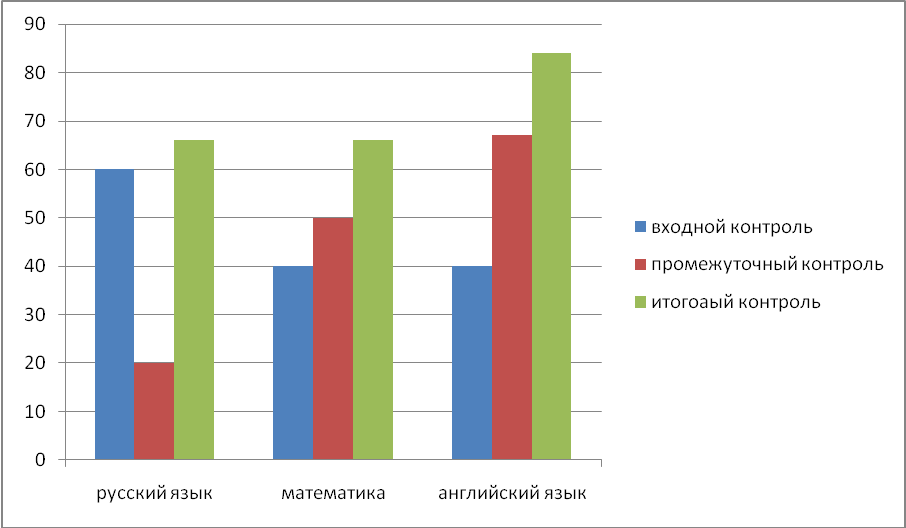 90
80
70
60
50
40
30
20
10
0
русский язык
математика
английский язык
входной контроль
промежуточный контроль
итогоаый контроль